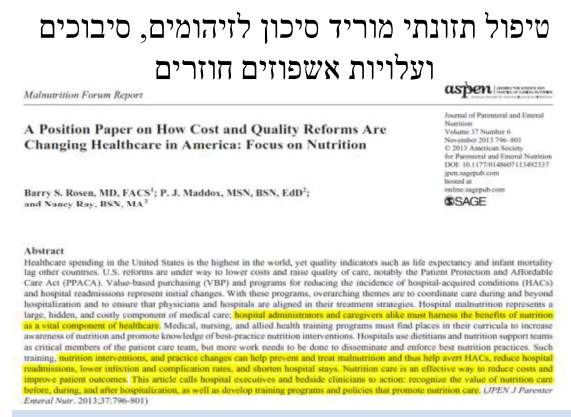 טיפול תזונתי מוריד סיכון לזיהומים, סיבוכים
ועלויות אשפוזים חוזרים
Malnutrition Forum Report
aspen
A Position Paper on How Cost and Quality Reforms Are
Changing Healthcare in America: Focus on Nutrition
Journal of Parenteral and Enteral
Nutrition
Volume 37 Number 6
November 2013 796-801
© 2013 American Society
for Parenteral and Enteral Nutrition
DOI: 10.1177/0148607113492337
jpen.sagepub.com
hosted at
online.sagepub.com
SAGE
Barry S. Rosen, MD, FACS1; P. J. Maddox, MSN, BSN, EdD2;
and Nancy Ray, BSN, MA3
Abstract
Healthcare spending in the United States is the highest in the world, yet quality indicators such as life expectancy and infant mortality
lag other countries. U.S. reforms are under way to lower costs and raise quality of care, notably the Patient Protection and Affordable
Care Act (PPACA). Value-based purchasing (VBP) and programs for reducing the incidence of hospital-acquired conditions (HACs)
and hospital readmissions represent initial changes. With these programs, overarching themes are to coordinate care during and beyond
hospitalization and to ensure that physicians and hospitals are aligned in their treatment strategies. Hospital malnutrition represents a
large, hidden, and costly component of medical care; hospital administrators and caregivers alike must harness the benefits of nutrition
as a vital component of healthcare. Medical, nursing, and allied health training programs must find places in their curricula to increase
awareness of nutrition and promote knowledge of best-practice nutrition interventions. Hospitals use dietitians and nutrition support teams
as critical members of the patient care team, but more work needs to be done to disseminate and enforce best nutrition practices. Such
training, nutrition interventions, and practice changes can help prevent and treat malnutrition and thus help avert HACs, reduce hospital
readmissions, lower infection and complication rates, and shorten hospital stays. Nutrition care is an effective way to reduce costs and
improve patient outcomes. This article calls hospital executives and bedside clinicians to action: recognize the value of nutrition care
before, during, and after hospitalization, as well as develop training programs and policies that promote nutrition care. (JPEN J Parenter
Enteral Nutr. 2013;37:796-801)